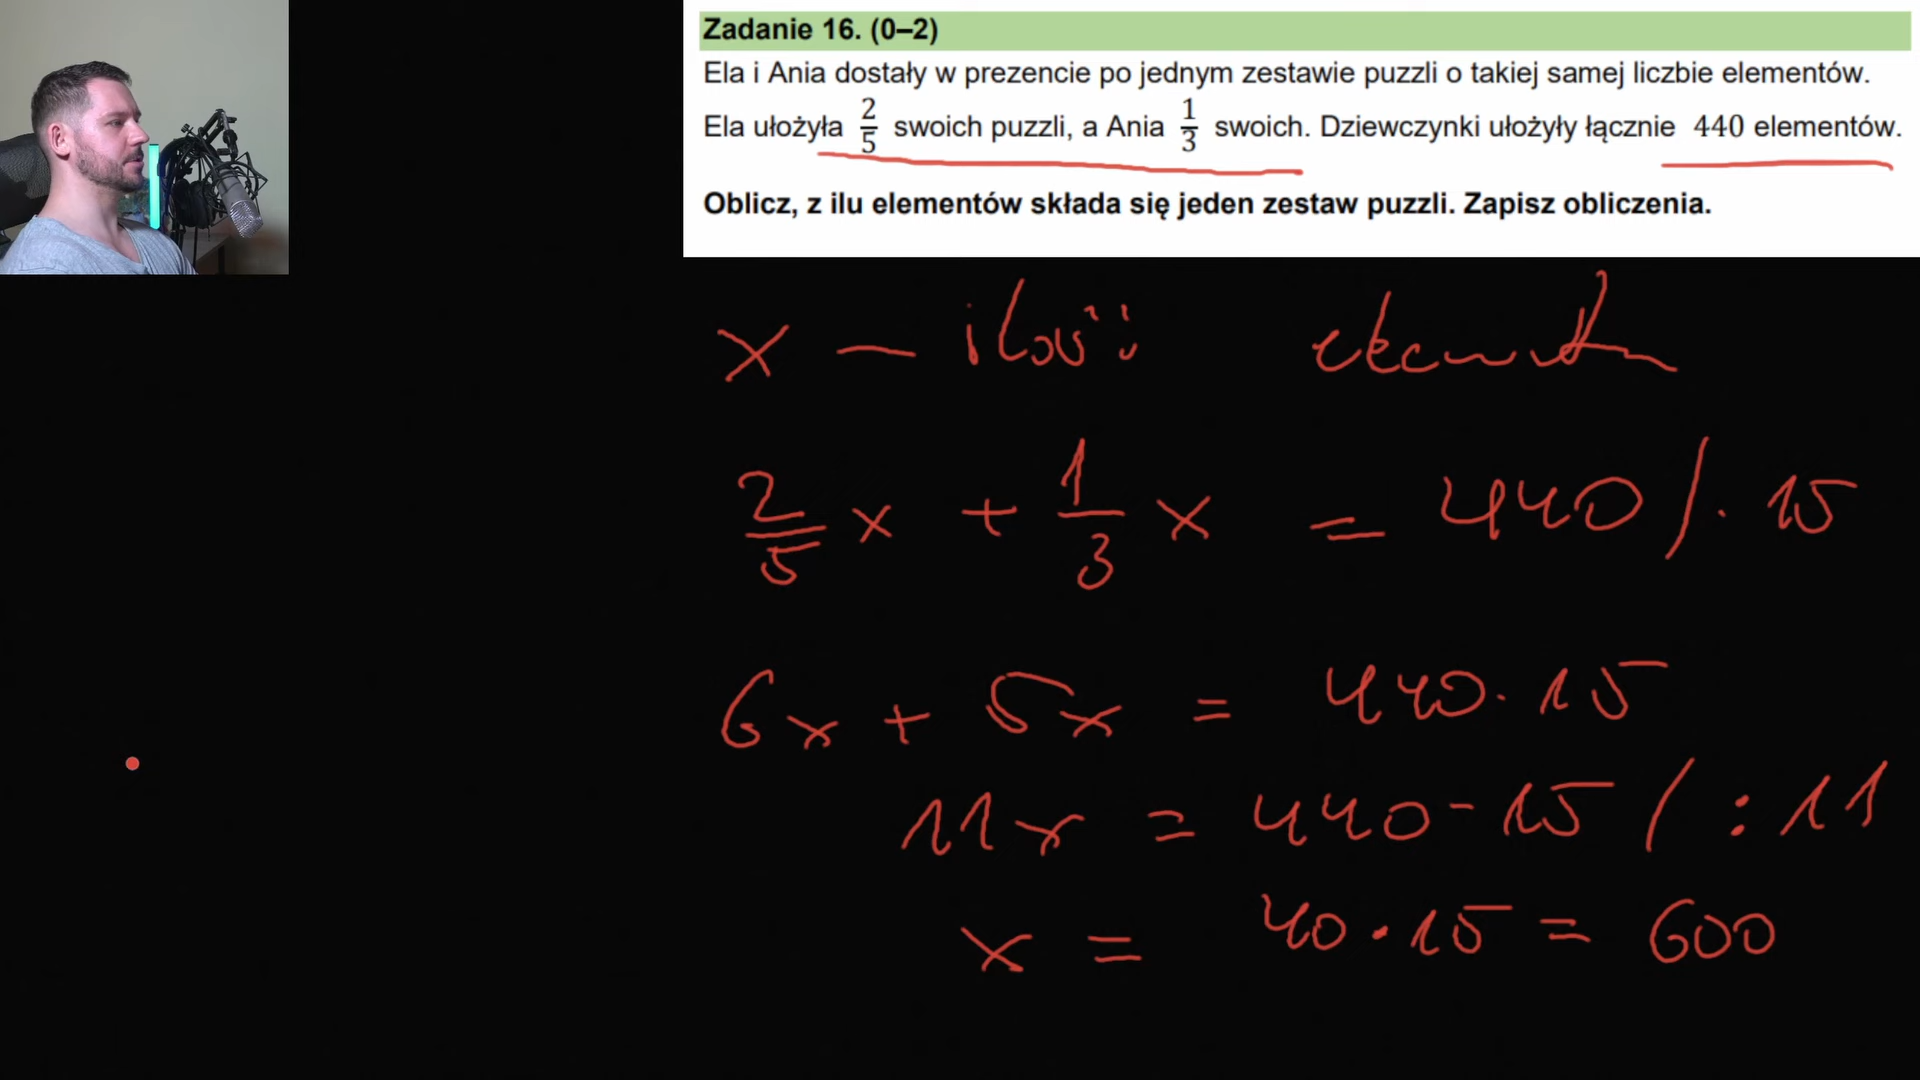 Zadanie 16. (0–2)
Ela i Ania dostały w prezencie po jednym zestawie puzzli o takiej samej liczbie elementów.
Ela ułożyła 2/5 swoich puzzli, a Ania 1/3 swoich. Dziewczynki ułożyły łącznie 440 elementów.
Oblicz, z ilu elementów składa się jeden zestaw puzzli. Zapisz obliczenia.
x – ilość
2/5 x + 1/3 x = 440 / · 15
6x + 5x = 440 · 15
11x = 440 · 15 / : 11
x = 40 · 15 = 600